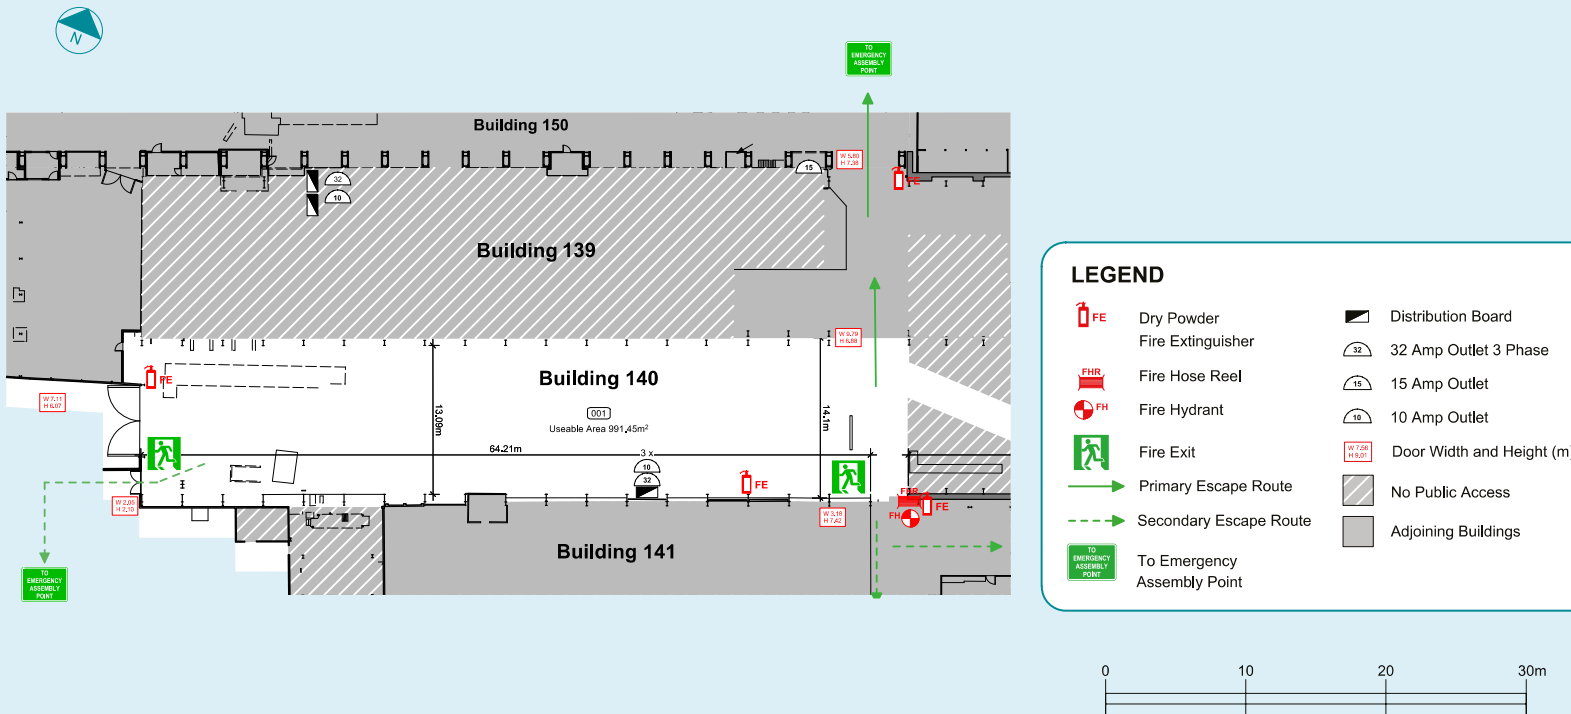 N
TO
EMERGENCY
ASSEMBLY
POINT
Building 150
W 5.60
H 7.38
15
FE
32
10
Building 139
W 9.79
H 6.88
Building 140
FE
W 7.11
H 6.07
001
Useable Area 991.45m²
13.09m
14.1m
64.21m
3 x
10
32
FE
FHR
FE
FH
W 2.05
H 2.10
W 3.18
H 7.42
Building 141
TO
EMERGENCY
ASSEMBLY
POINT
LEGEND
FE
Dry Powder
Fire Extinguisher
FHR
Fire Hose Reel
FH
Fire Hydrant
Fire Exit
Primary Escape Route
Secondary Escape Route
TO
EMERGENCY
ASSEMBLY
POINT
To Emergency
Assembly Point
Distribution Board
32
32 Amp Outlet 3 Phase
15
15 Amp Outlet
10
10 Amp Outlet
W 7.56
H 9.01
Door Width and Height (m)
No Public Access
Adjoining Buildings
0
10
20
30m